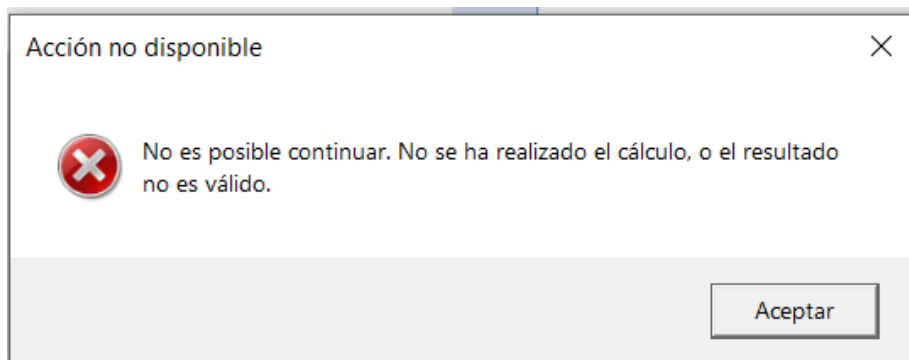 Acción no disponible
No es posible continuar. No se ha realizado el cálculo, o el resultado
no es válido.
Aceptar